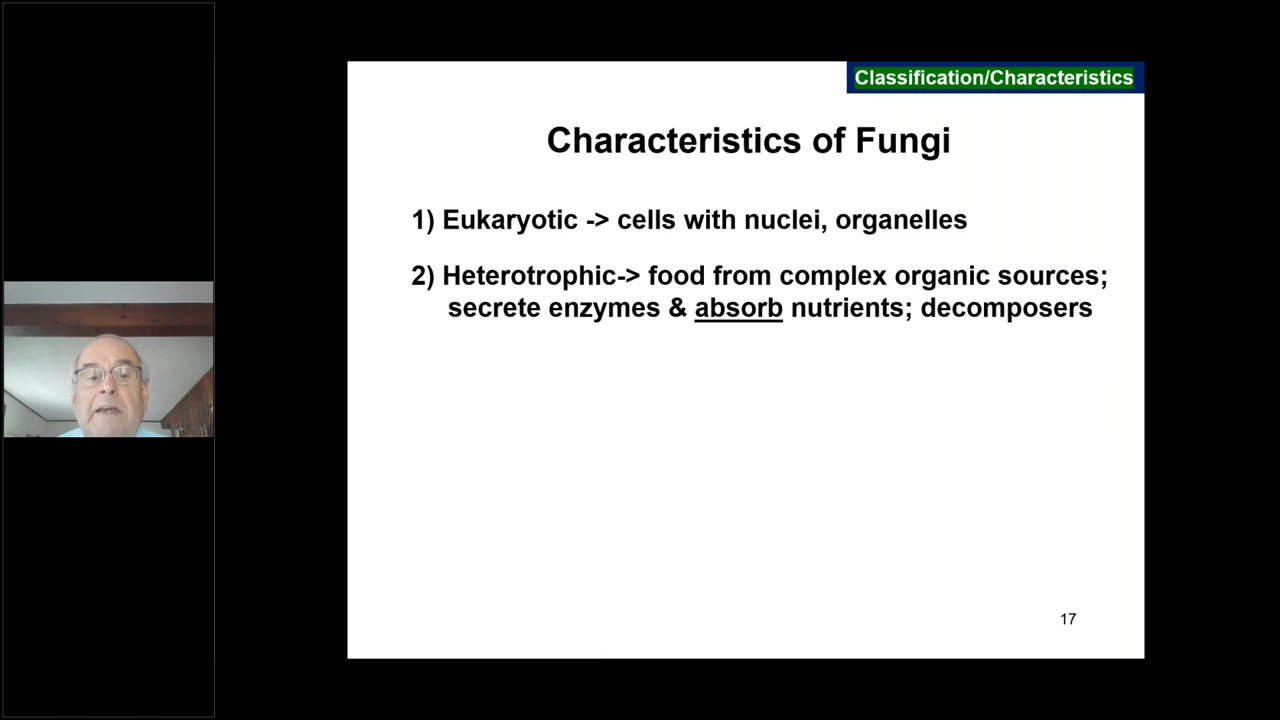 Classification/Characteristics
Characteristics of Fungi
1) Eukaryotic -> cells with nuclei, organelles
2) Heterotrophic-> food from complex organic sources;
secrete enzymes & absorb nutrients; decomposers
17